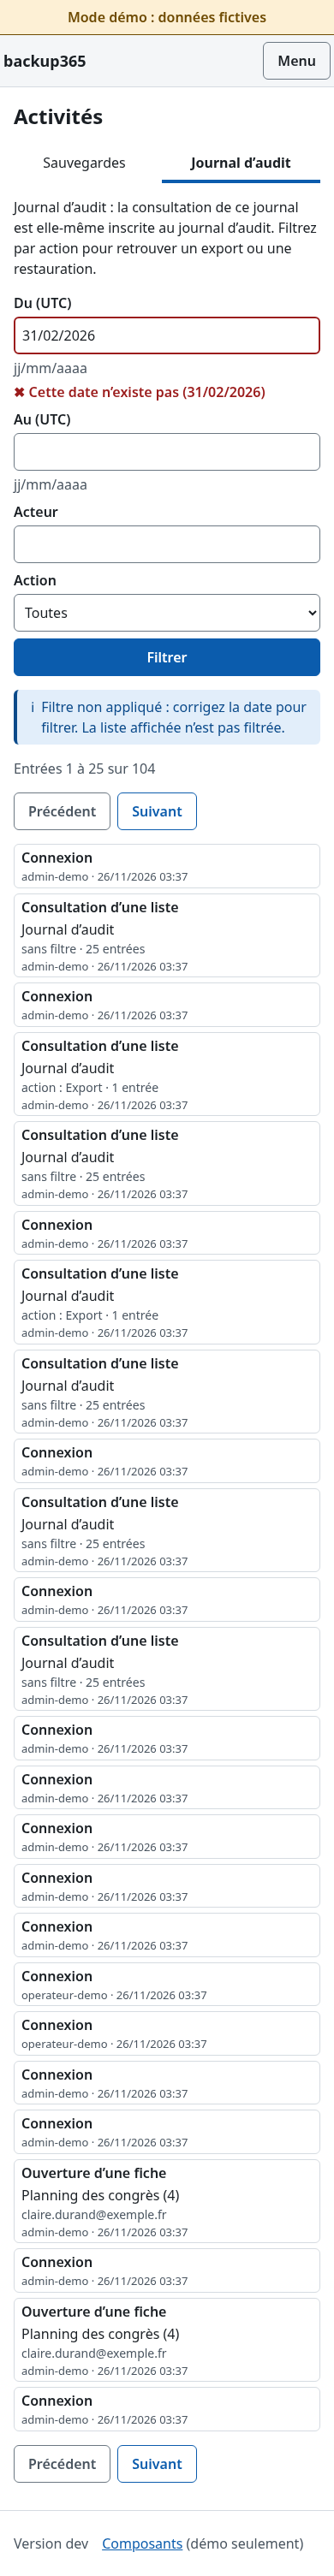 Mode démo : données fictives
backup365
Menu
Activités
Sauvegardes
Journal d’audit
Journal d’audit : la consultation de ce journal
est elle-même inscrite au journal d’audit. Filtrez
par action pour retrouver un export ou une
restauration.
Du (UTC)
31/02/2026
jj/mm/aaaa
✖ Cette date n’existe pas (31/02/2026)
Au (UTC)
jj/mm/aaaa
Acteur
Action
Toutes
Filtrer
i Filtre non appliqué : corrigez la date pour
filtrer. La liste affichée n’est pas filtrée.
Entrées 1 à 25 sur 104
Précédent
Suivant
Connexion
admin-demo · 26/11/2026 03:37
Consultation d’une liste
Journal d’audit
sans filtre · 25 entrées
admin-demo · 26/11/2026 03:37
Connexion
admin-demo · 26/11/2026 03:37
Consultation d’une liste
Journal d’audit
action : Export · 1 entrée
admin-demo · 26/11/2026 03:37
Consultation d’une liste
Journal d’audit
sans filtre · 25 entrées
admin-demo · 26/11/2026 03:37
Connexion
admin-demo · 26/11/2026 03:37
Consultation d’une liste
Journal d’audit
action : Export · 1 entrée
admin-demo · 26/11/2026 03:37
Consultation d’une liste
Journal d’audit
sans filtre · 25 entrées
admin-demo · 26/11/2026 03:37
Connexion
admin-demo · 26/11/2026 03:37
Consultation d’une liste
Journal d’audit
sans filtre · 25 entrées
admin-demo · 26/11/2026 03:37
Connexion
admin-demo · 26/11/2026 03:37
Consultation d’une liste
Journal d’audit
sans filtre · 25 entrées
admin-demo · 26/11/2026 03:37
Connexion
admin-demo · 26/11/2026 03:37
Connexion
admin-demo · 26/11/2026 03:37
Connexion
admin-demo · 26/11/2026 03:37
Connexion
admin-demo · 26/11/2026 03:37
Connexion
admin-demo · 26/11/2026 03:37
Connexion
operateur-demo · 26/11/2026 03:37
Connexion
operateur-demo · 26/11/2026 03:37
Connexion
admin-demo · 26/11/2026 03:37
Connexion
admin-demo · 26/11/2026 03:37
Ouverture d’une fiche
Planning des congrès (4)
claire.durand@exemple.fr
admin-demo · 26/11/2026 03:37
Connexion
admin-demo · 26/11/2026 03:37
Ouverture d’une fiche
Planning des congrès (4)
claire.durand@exemple.fr
admin-demo · 26/11/2026 03:37
Connexion
admin-demo · 26/11/2026 03:37
Précédent
Suivant
Version dev Composants (démo seulement)